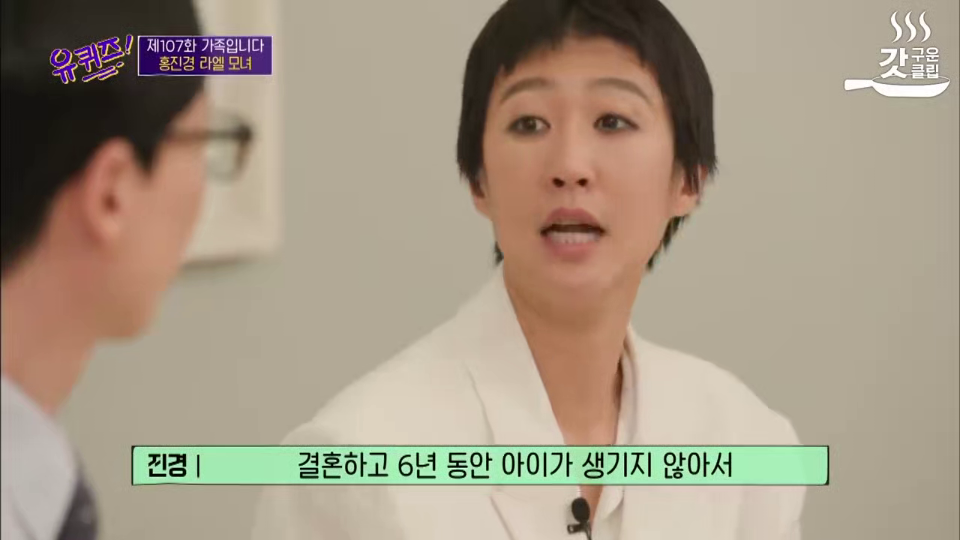 유퀴즈!
제107화 가족입니다
홍진경 라엘 모녀
갓구운
클립
진경 | 결혼하고 6년 동안 아이가 생기지 않아서